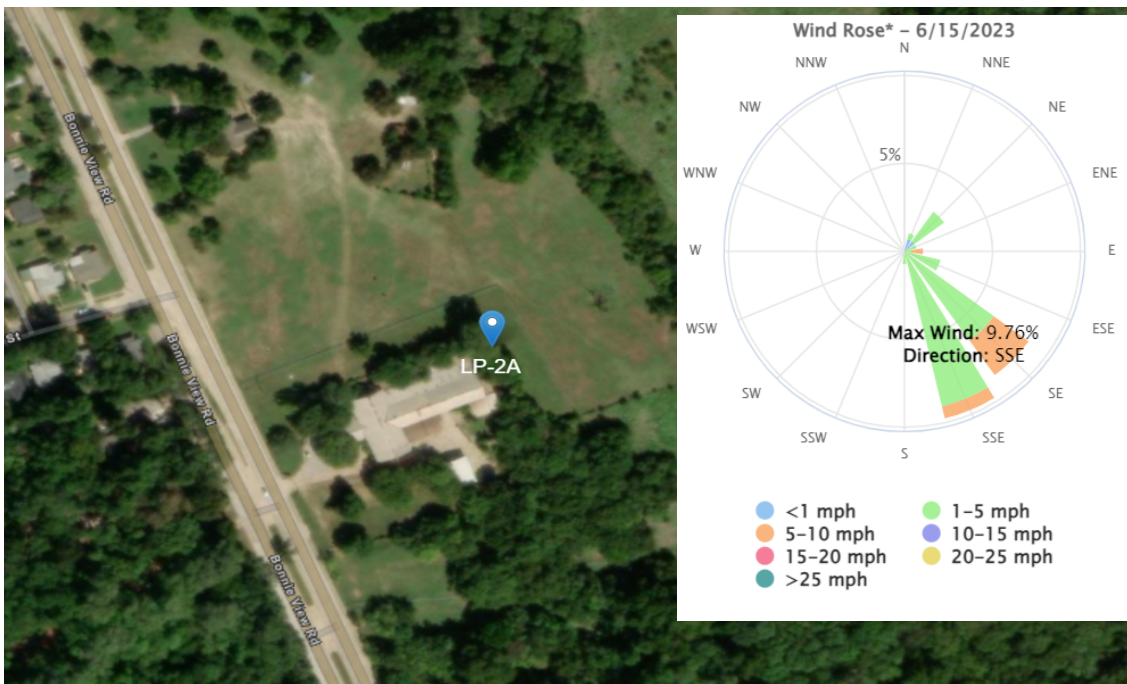 Wind Rose* – 6/15/2023
N
NNW
NNE
NW
NE
5%
WNW
ENE
W
E
WSW
ESE
Max Wind: 9.76%
Direction: SSE
SW
SE
SSW
SSE
S
<1 mph
1–5 mph
5–10 mph
10–15 mph
15–20 mph
20–25 mph
>25 mph
Bonnie View Rd
St
Bonnie View Rd
LP-2A
Bonnie View Rd